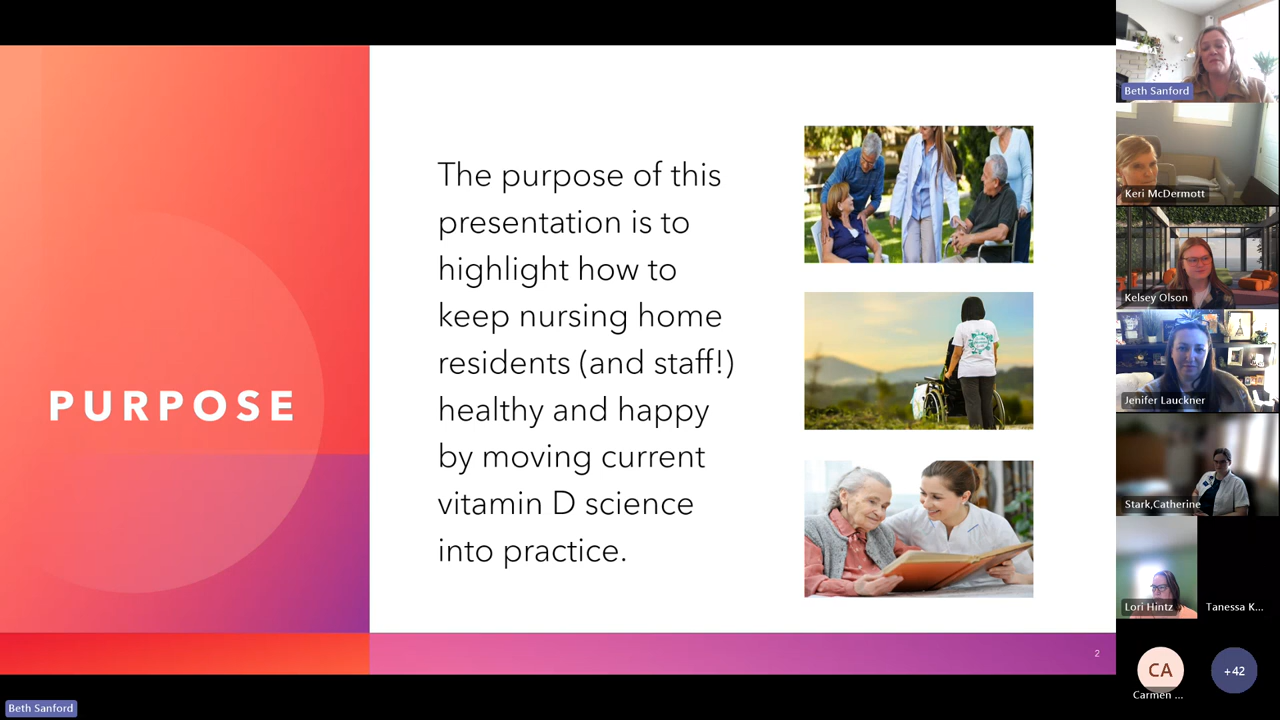 PURPOSE
The purpose of this
presentation is to
highlight how to
keep nursing home
residents (and staff!)
healthy and happy
by moving current
vitamin D science
into practice.
2
Beth Sanford
Beth Sanford
Keri McDermott
Kelsey Olson
Jenifer Lauckner
Stark,Catherine
Lori Hintz
Tanessa K...
CA
Carmen ...
+42